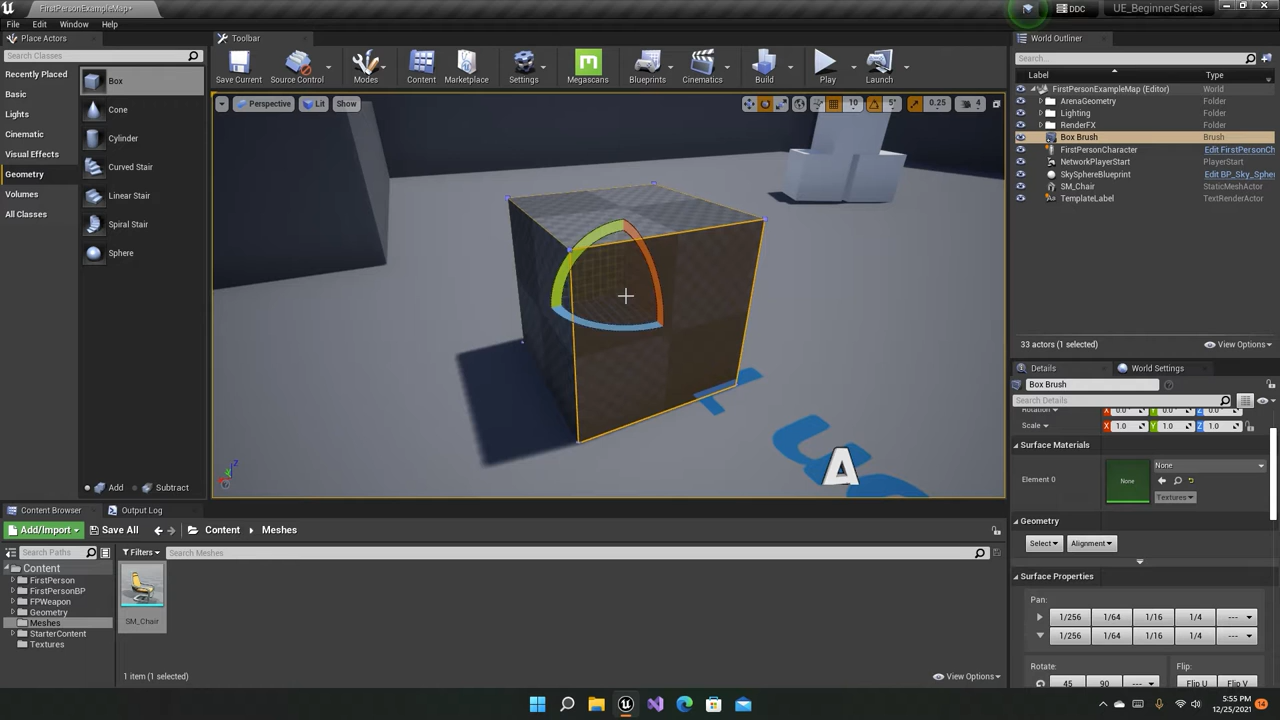 FirstPersonExampleMap*
DDC
UE_BeginnerSeries
File Edit Window Help
Place Actors
Search Classes
Recently Placed
Basic
Lights
Cinematic
Visual Effects
Geometry
Volumes
All Classes
Box
Cone
Cylinder
Curved Stair
Linear Stair
Spiral Stair
Sphere
Add Subtract
Toolbar
Save Current Source Control Modes Content Marketplace Settings Megascans Blueprints Cinematics Build Play Launch
Perspective Lit Show
10 5° 0.25 4
A
World Outliner
Search...
Label Type
FirstPersonExampleMap (Editor) World
ArenaGeometry Folder
Lighting Folder
RenderFX Folder
Box Brush Brush
FirstPersonCharacter Edit FirstPersonCh
NetworkPlayerStart PlayerStart
SkySphereBlueprint Edit BP_Sky_Sphe
SM_Chair StaticMeshActor
TemplateLabel TextRenderActor
33 actors (1 selected) View Options
Details World Settings
Box Brush
Search Details
Rotation X 0.0° Y 0.0° Z 0.0°
Scale X 1.0 Y 1.0 Z 1.0
Surface Materials
Element 0 None None
Textures
Geometry
Select Alignment
Surface Properties
Pan:
1/256 1/64 1/16 1/4 ---
1/256 1/64 1/16 1/4 ---
Rotate: Flip:
45 90 --- Flip U Flip V
Content Browser Output Log
Add/Import Save All Content Meshes
Search Paths Filters Search Meshes
Content
FirstPerson
FirstPersonBP
FPWeapon
Geometry
Meshes
StarterContent
Textures
SM_Chair
1 item (1 selected) View Options
5:55 PM
12/25/2021 14